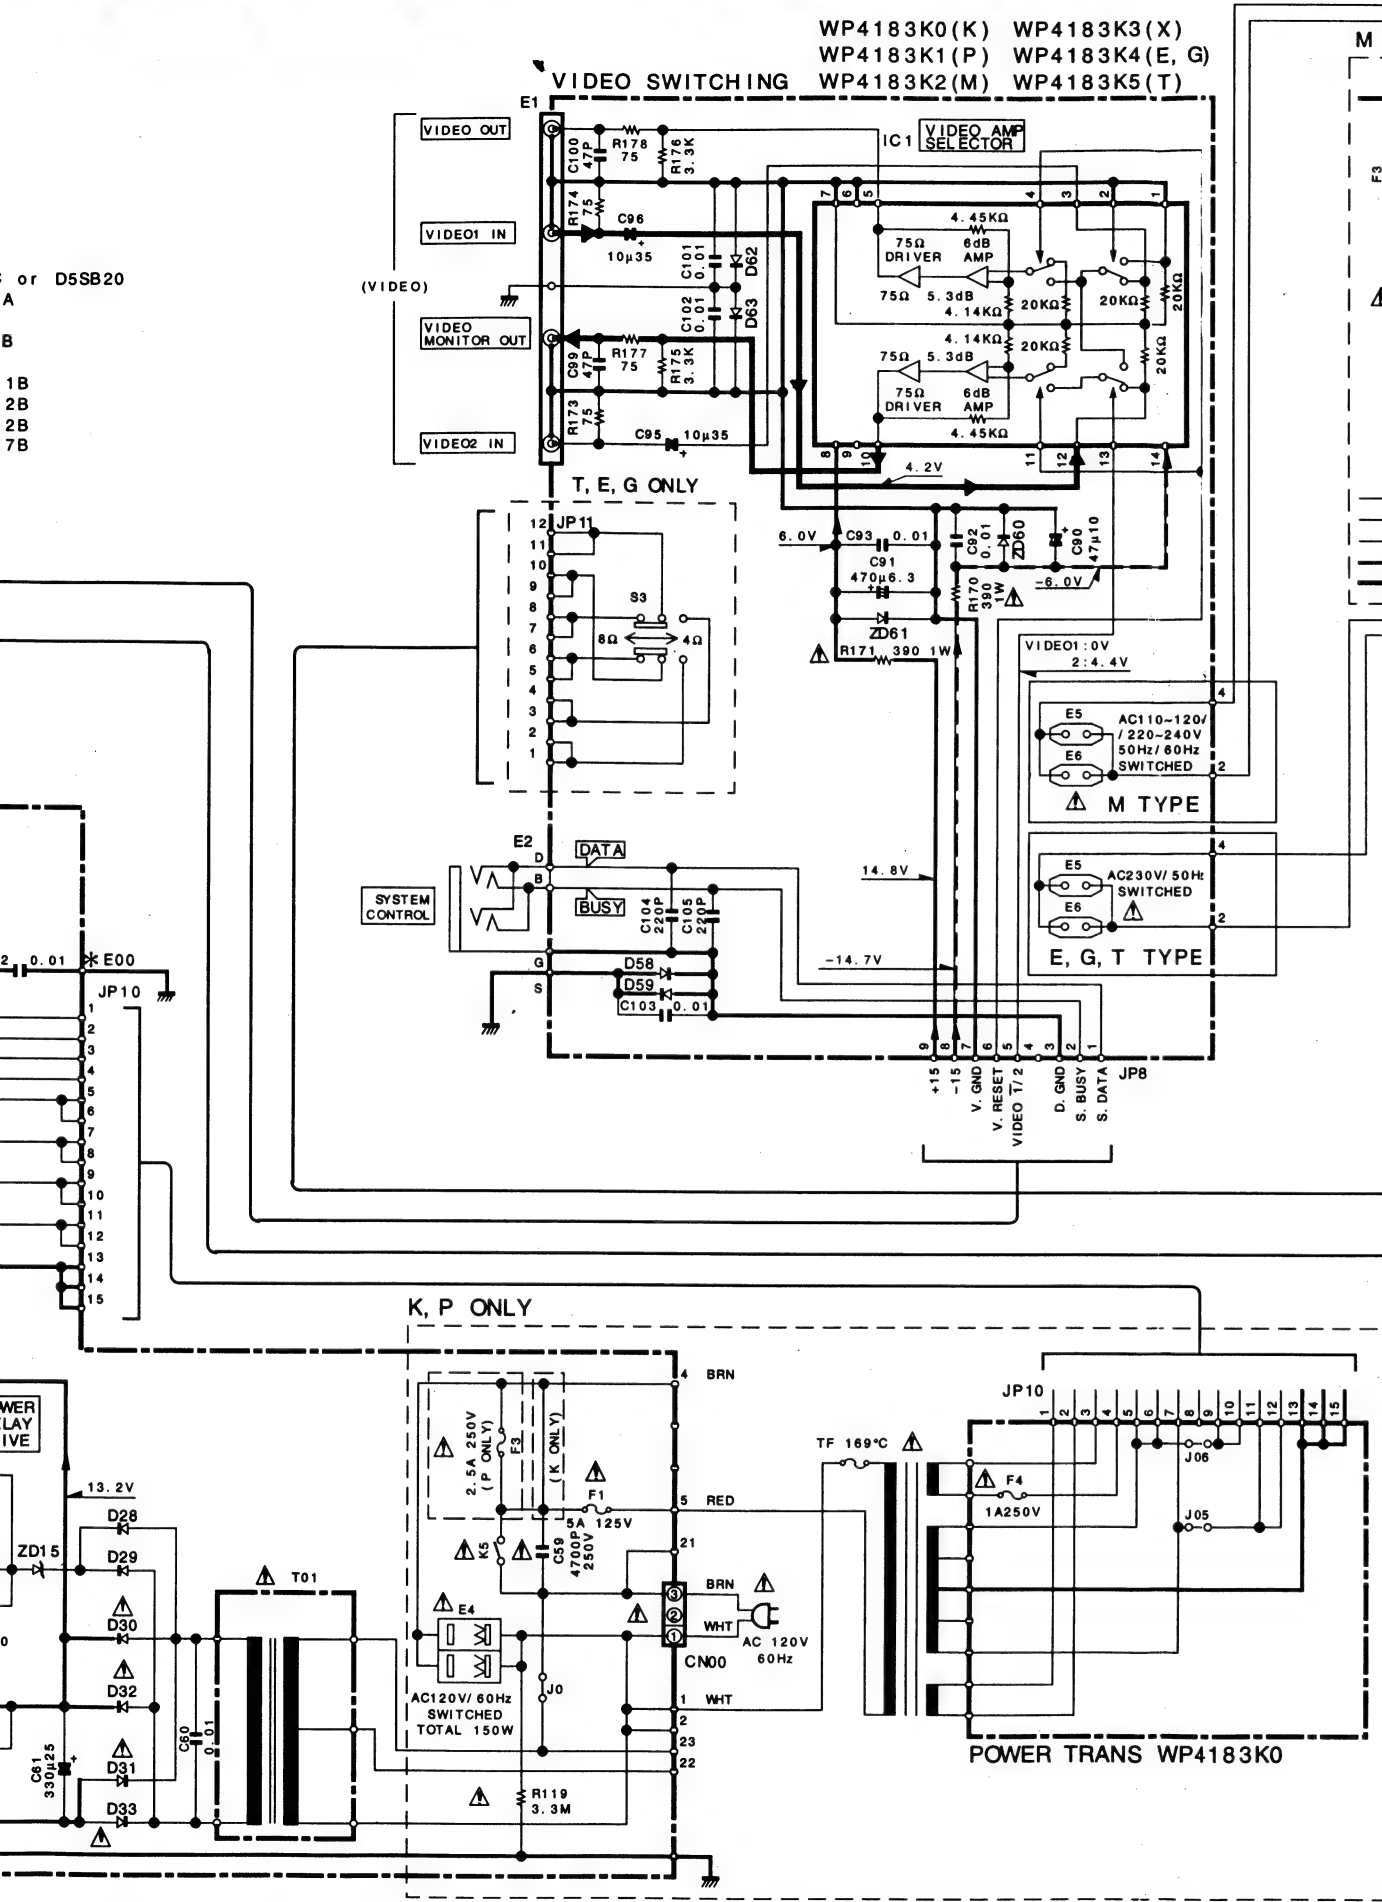 WP4183K0(K) WP4183K3(X)
WP4183K1(P) WP4183K4(E, G)
VIDEO SWITCHING WP4183K2(M) WP4183K5(T)
M
E1
VIDEO OUT
C100
47P
R178
75
R176
3.3K
IC1
VIDEO AMP
SELECTOR
F3
7 6 5 4 3 2 1
R174
75
VIDEO1 IN
C96
+
10µ35
4.45KΩ
75Ω
DRIVER
6dB
AMP
75Ω 5.3dB
4.14KΩ
20KΩ
20KΩ
20KΩ
C101
0.01
D62
(VIDEO)
or D5SB20
A
B
1B
2B
2B
7B
C102
0.01
D63
VIDEO
MONITOR OUT
C99
47P
R177
75
R175
3.3K
4.14KΩ
20KΩ
20KΩ
75Ω 5.3dB
75Ω
DRIVER
6dB
AMP
4.45KΩ
R173
75
VIDEO2 IN
C95
10µ35
+
8 9 10 11 12 13 14
4.2V
T, E, G ONLY
JP11
12
11
10
9
8
7
6
5
4
3
2
1
S3
8Ω
4Ω
6.0V
C93 0.01
C91
470µ6.3
+
ZD61
R171 390 1W
C92
0.01
ZD60
+
C90
47µ10
-6.0V
R170
390
1W
VIDEO1:0V
2:4.4V
4
E5
E6
AC110~120/
/220~240V
50Hz/60Hz
SWITCHED
2
M TYPE
4
E5
E6
AC230V/50Hz
SWITCHED
2
E, G, T TYPE
E2
D
DATA
B
BUSY
SYSTEM
CONTROL
C104
220P
C105
220P
14.8V
-14.7V
G
S
D58
D59
C103 0.01
9 8 7 6 5 4 3 2 1
JP8
+15
-15
V. GND
V. RESET
VIDEO 1/2
D. GND
S. BUSY
S. DATA
2 0.01
* E00
JP10
1
2
3
4
5
6
7
8
9
10
11
12
13
14
15
K, P ONLY
4 BRN
2.5A 250V
(P ONLY)
F3
(K ONLY)
F1
5A 125V
5 RED
K5
C59
4700P
250V
21
BRN
3
2
1
WHT
AC 120V
60Hz
CN00
E4
AC120V/60Hz
SWITCHED
TOTAL 150W
J0
1 WHT
2
23
22
R119
3.3M
13.2V
D28
ZD15
D29
D30
D32
D31
D33
C61
330µ25
+
C60
0.01
T01
TF 169°C
JP10
1 2 3 4 5 6 7 8 9 10 11 12 13 14 15
J06
F4
1A250V
J05
POWER TRANS WP4183K0